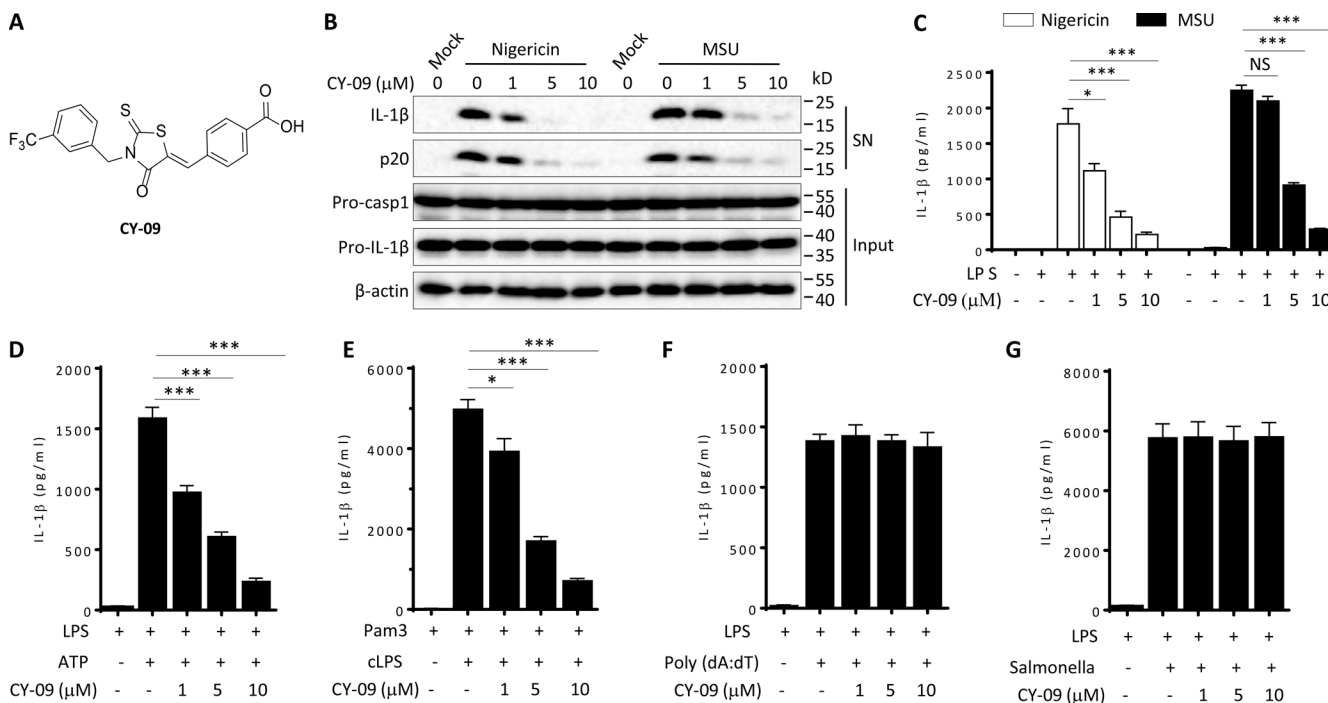 A
S
S
O
OH
F₃C
N
O
CY-09
B
Mock
Nigericin
Mock
MSU
CY-09 (μM) 0 0 1 5 10 0 0 1 5 10 kD
IL-1β
25
15
p20
25
15
SN
Pro-casp1
55
40
Pro-IL-1β
40
35
β-actin
55
40
Input
C
Nigericin MSU
***
***
*
***
***
NS
IL-1β (pg/ml)
2500
2000
1500
1000
500
0
LPS - + + + + + - + + + + +
CY-09 (μM) - - - 1 5 10 - - - 1 5 10
D
***
***
***
IL-1β (pg/ml)
2000
1500
1000
500
0
LPS + + + + +
ATP - + + + +
CY-09 (μM) - - 1 5 10
E
***
***
*
IL-1β (pg/ml)
6000
4000
2000
0
Pam3 + + + + +
cLPS - + + + +
CY-09 (μM) - - 1 5 10
F
IL-1β (pg/ml)
2000
1500
1000
500
0
LPS + + + + +
Poly (dA:dT) - + + + +
CY-09 (μM) - - 1 5 10
G
IL-1β (pg/ml)
8000
6000
4000
2000
0
LPS + + + + +
Salmonella - + + + +
CY-09 (μM) - - 1 5 10